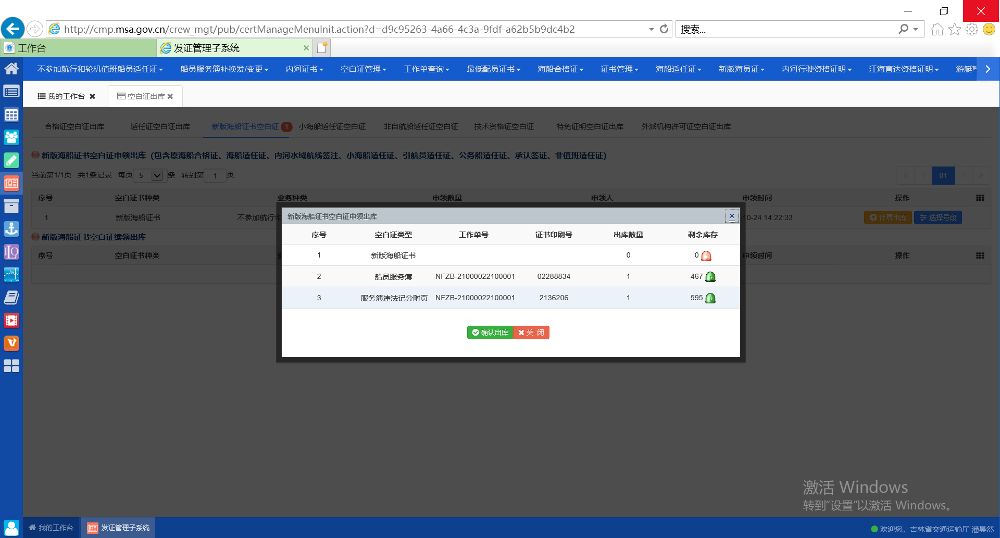 http://cmp.msa.gov.cn/crew_mgt/pub/certManageMenuInit.action?d=d9c95263-4a66-4c3a-9fdf-a62b5b9dc4b2
搜索...
工作台
发证管理子系统
不参加航行和轮机值班船员适任证 船员服务簿补换发/变更 内河证书 空白证管理 工作单查询 最低配员证书 海船合格证 证书管理 海船适任证 新版海员证 内河行驶资格证明 江海直达资格证明 游艇
我的工作台 空白证出库
合格证空白证出库 适任证空白证出库 新版海船证书空白证 1 小海船适任证空白证 非自航船适任证空白证 技术资格证空白证 特免证明空白证出库 外派机构许可证空白证出库
新版海船证书空白证申领出库（包含原海船合格证、海船适任证、内河水域航线签注、小海船适任证、引航员适任证、公务船适任证、承认签证、非值班适任证）
当前第1/1页 共1条记录 每页 5 条 转到第 1 页
« ‹ 01 › »
序号 空白证书种类 业务种类 申领数量 申领人 申领时间 操作
1 新版海船证书 不参加航行和 -10-24 14:22:33 计算出库 选择号段
新版海船证书空白证续领出库
序号 空白证书种类 申领时间 操作
新版海船证书空白证申领出库
序号 空白证类型 工作单号 证书印刷号 出库数量 剩余库存
1 新版海船证书 0 0
2 船员服务簿 NFZB-21000022100001 02288834 1 467
3 服务簿违法记分附页 NFZB-21000022100001 2136206 1 595
确认出库 关 闭
激活 Windows
转到“设置”以激活 Windows。
我的工作台 发证管理子系统
欢迎您，吉林省交通运输厅 潘昊然